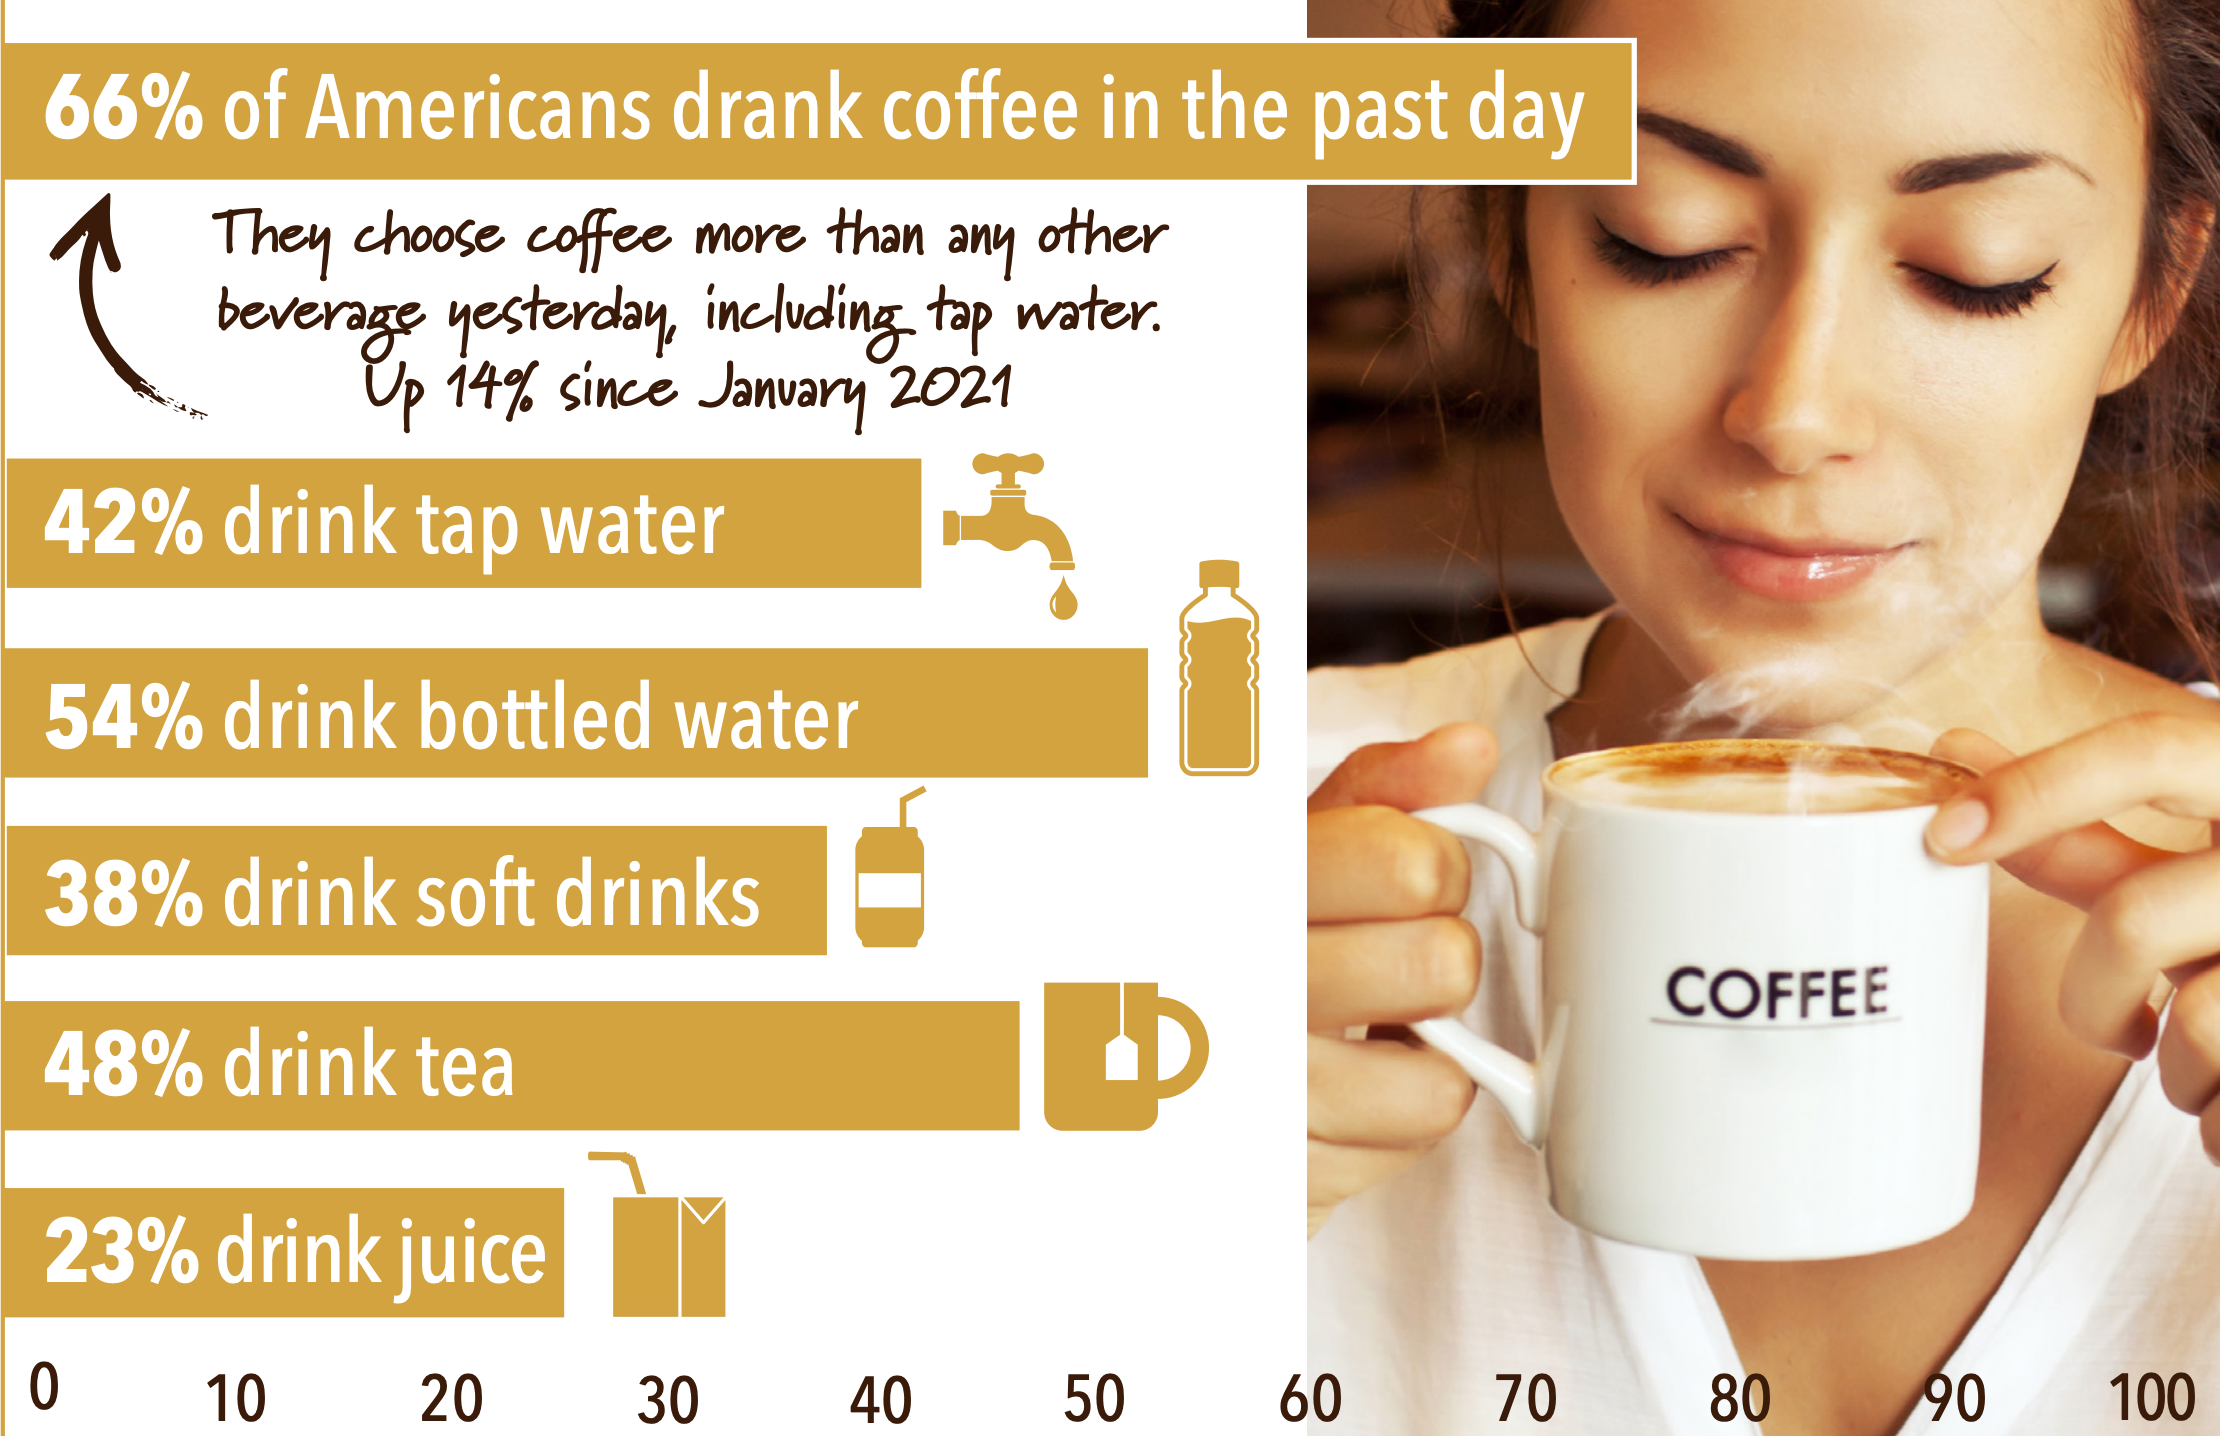 66% of Americans drank coffee in the past day
They choose coffee more than any other
beverage yesterday, including tap water.
Up 14% since January 2021
42% drink tap water
54% drink bottled water
38% drink soft drinks
48% drink tea
23% drink juice
COFFEE
0 10 20 30 40 50 60 70 80 90 100